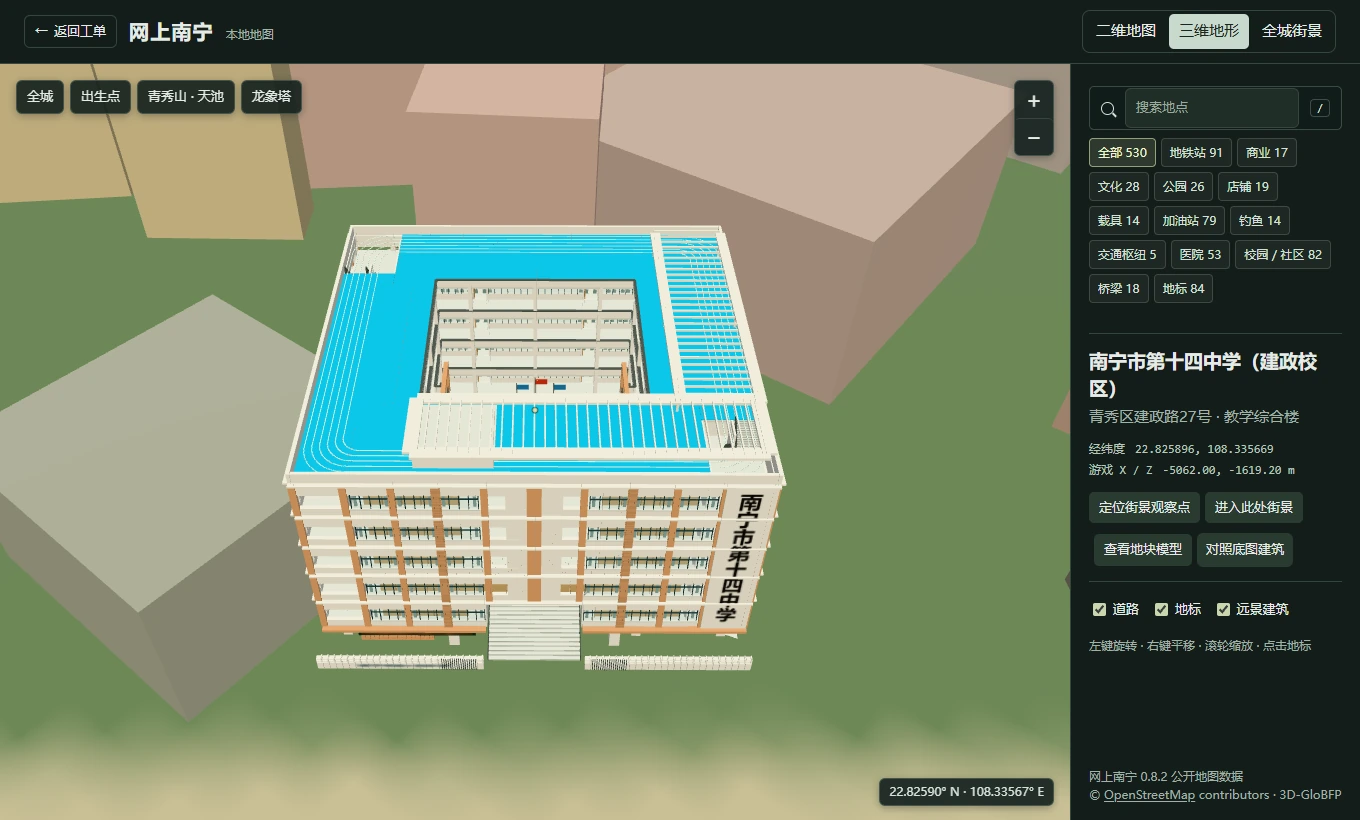 ← 返回工单
网上南宁 本地地图
二维地图 三维地形 全城街景
全城 出生点 青秀山 · 天池 龙象塔
+
−
搜索地点 /
全部 530 地铁站 91 商业 17
文化 28 公园 26 店铺 19
载具 14 加油站 79 钓鱼 14
交通枢纽 5 医院 53 校园 / 社区 82
桥梁 18 地标 84
南宁市第十四中学（建政校
区）
青秀区建政路27号 · 教学综合楼
经纬度 22.825896, 108.335669
游戏 X / Z -5062.00, -1619.20 m
定位街景观察点 进入此处街景
查看地块模型 对照底图建筑
道路 地标 远景建筑
左键旋转 · 右键平移 · 滚轮缩放 · 点击地标
南宁市第十四中学
22.82590° N · 108.33567° E
网上南宁 0.8.2 公开地图数据
© OpenStreetMap contributors · 3D-GloBFP